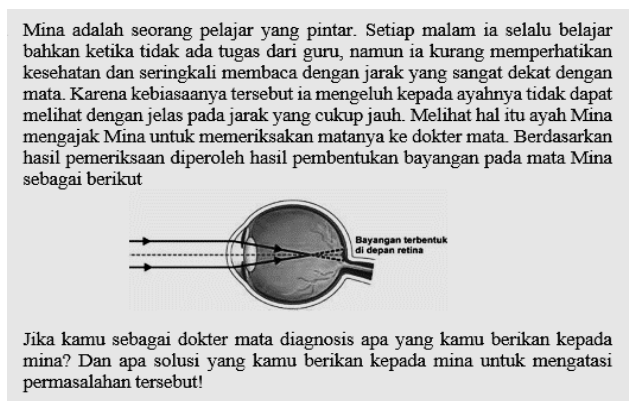 Mina adalah seorang pelajar yang pintar. Setiap malam ia selalu belajar
bahkan ketika tidak ada tugas dari guru, namun ia kurang memperhatikan
kesehatan dan seringkali membaca dengan jarak yang sangat dekat dengan
mata. Karena kebiasaanya tersebut ia mengeluh kepada ayahnya tidak dapat
melihat dengan jelas pada jarak yang cukup jauh. Melihat hal itu ayah Mina
mengajak Mina untuk memeriksakan matanya ke dokter mata. Berdasarkan
hasil pemeriksaan diperoleh hasil pembentukan bayangan pada mata Mina
sebagai berikut
Bayangan terbentuk
di depan retina
Jika kamu sebagai dokter mata diagnosis apa yang kamu berikan kepada
mina? Dan apa solusi yang kamu berikan kepada mina untuk mengatasi
permasalahan tersebut!